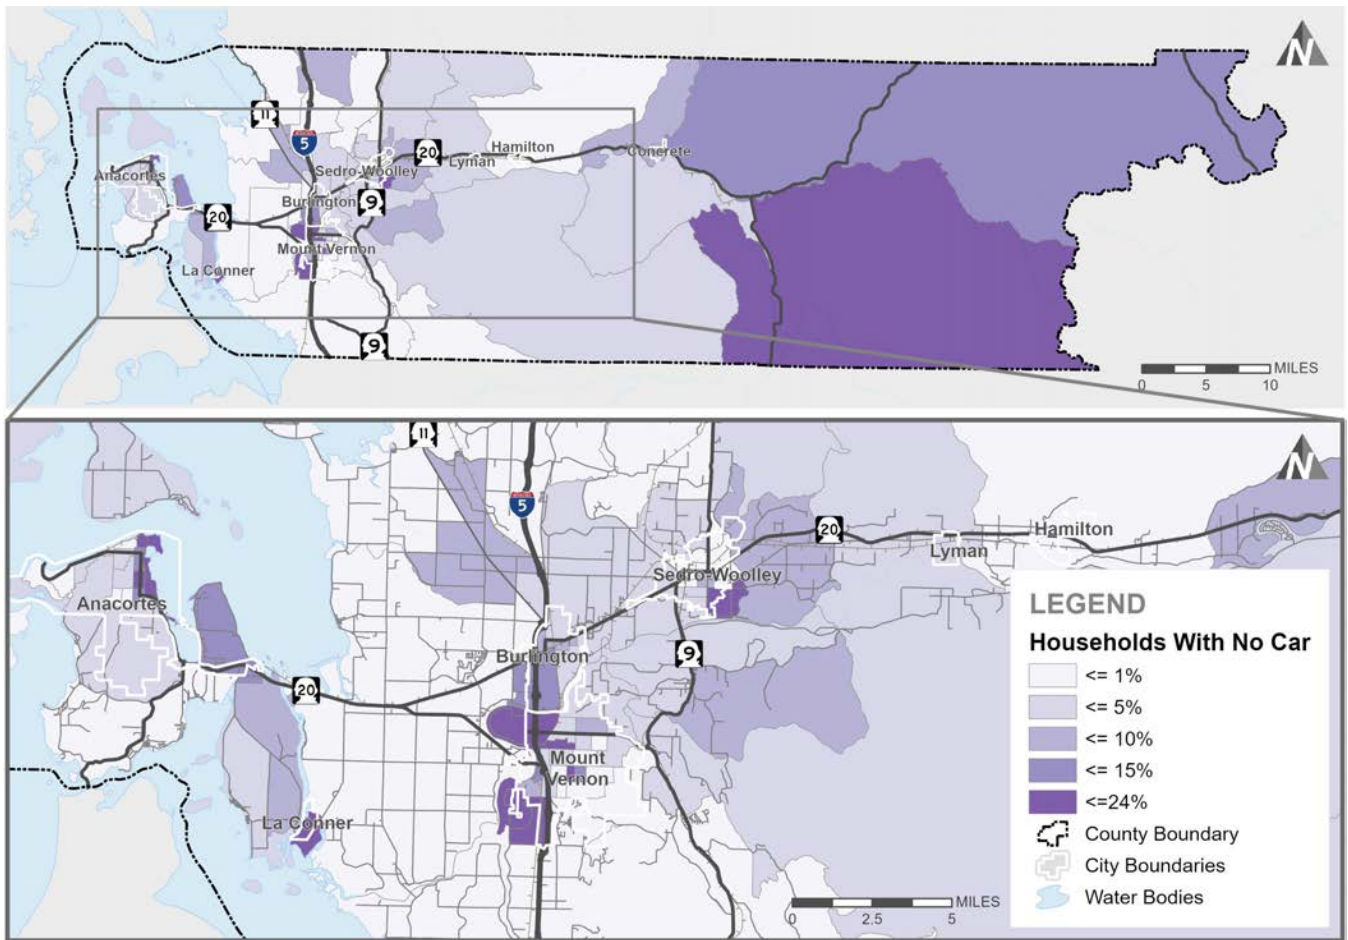 N
11
5
20
Hamilton
Lyman
Concrete
Sedro-Woolley
Anacortes
Burlington
9
20
Mount Vernon
La Conner
9
MILES
0 5 10
11
N
5
20
Hamilton
Lyman
Sedro-Woolley
Anacortes
Burlington
9
20
Mount
Vernon
La Conner
MILES
0 2.5 5
LEGEND
Households With No Car
<= 1%
<= 5%
<= 10%
<= 15%
<=24%
County Boundary
City Boundaries
Water Bodies